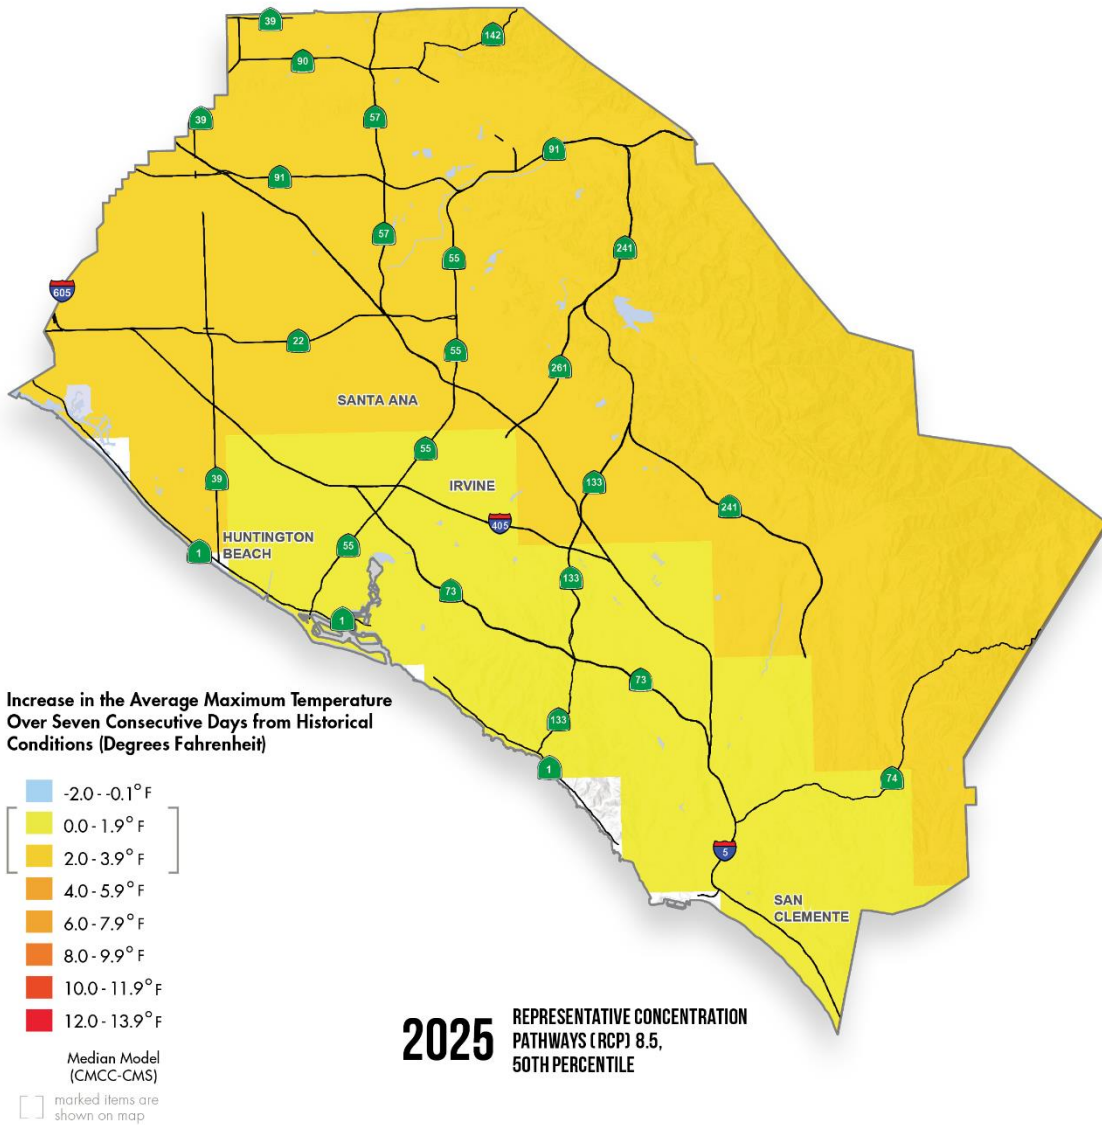 39
142
90
39
57
91
91
57
55
241
605
22
55
261
SANTA ANA
55
39
IRVINE
133
241
405
HUNTINGTON
BEACH
1
55
133
73
1
73
133
1
74
5
SAN
CLEMENTE
Increase in the Average Maximum Temperature
Over Seven Consecutive Days from Historical
Conditions (Degrees Fahrenheit)
-2.0 - -0.1° F
0.0 - 1.9° F
2.0 - 3.9° F
4.0 - 5.9° F
6.0 - 7.9° F
8.0 - 9.9° F
10.0 - 11.9° F
12.0 - 13.9° F
Median Model
(CMCC-CMS)
[ ] marked items are
shown on map
2025
REPRESENTATIVE CONCENTRATION
PATHWAYS (RCP) 8.5,
50TH PERCENTILE